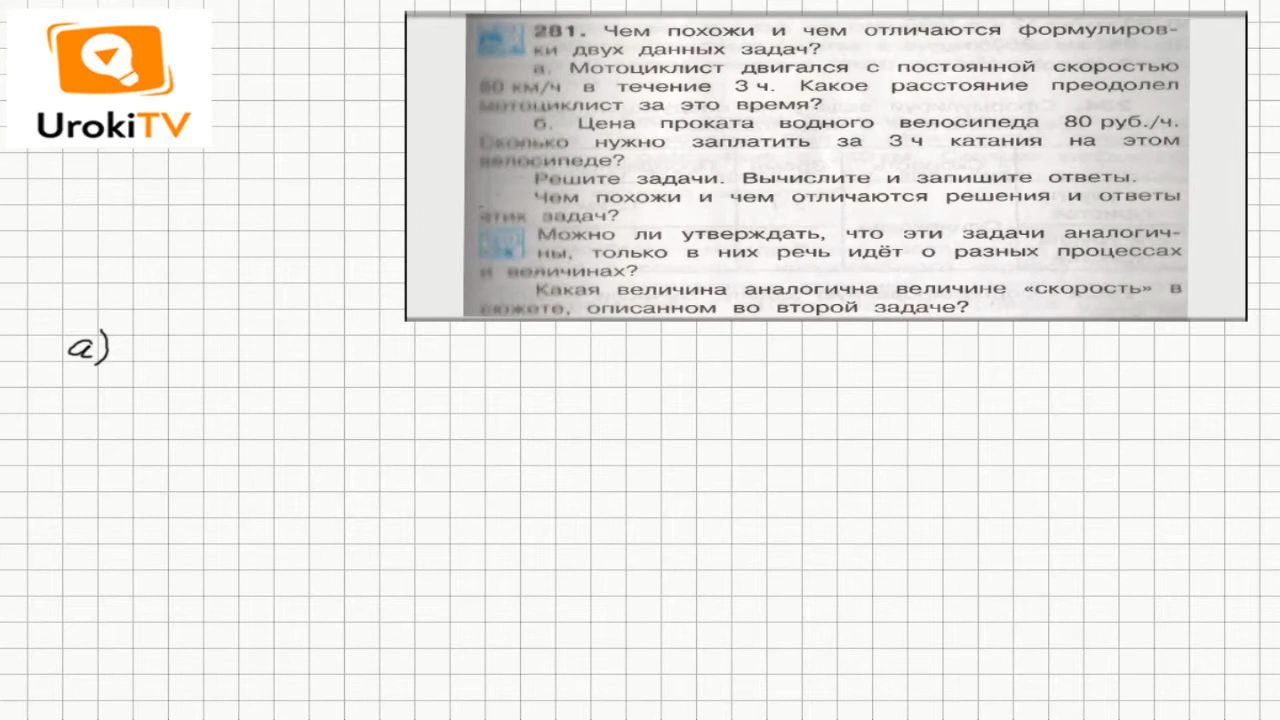 UrokiTV
281. Чем похожи и чем отличаются формулиров-
ки двух данных задач?
а. Мотоциклист двигался с постоянной скоростью
80 км/ч в течение 3 ч. Какое расстояние преодолел
мотоциклист за это время?
б. Цена проката водного велосипеда 80 руб./ч.
Сколько нужно заплатить за 3 ч катания на этом
велосипеде?
Решите задачи. Вычислите и запишите ответы.
Чем похожи и чем отличаются решения и ответы
этих задач?
Можно ли утверждать, что эти задачи аналогич-
ны, только в них речь идёт о разных процессах
и величинах?
Какая величина аналогична величине «скорость» в
сюжете, описанном во второй задаче?
а)